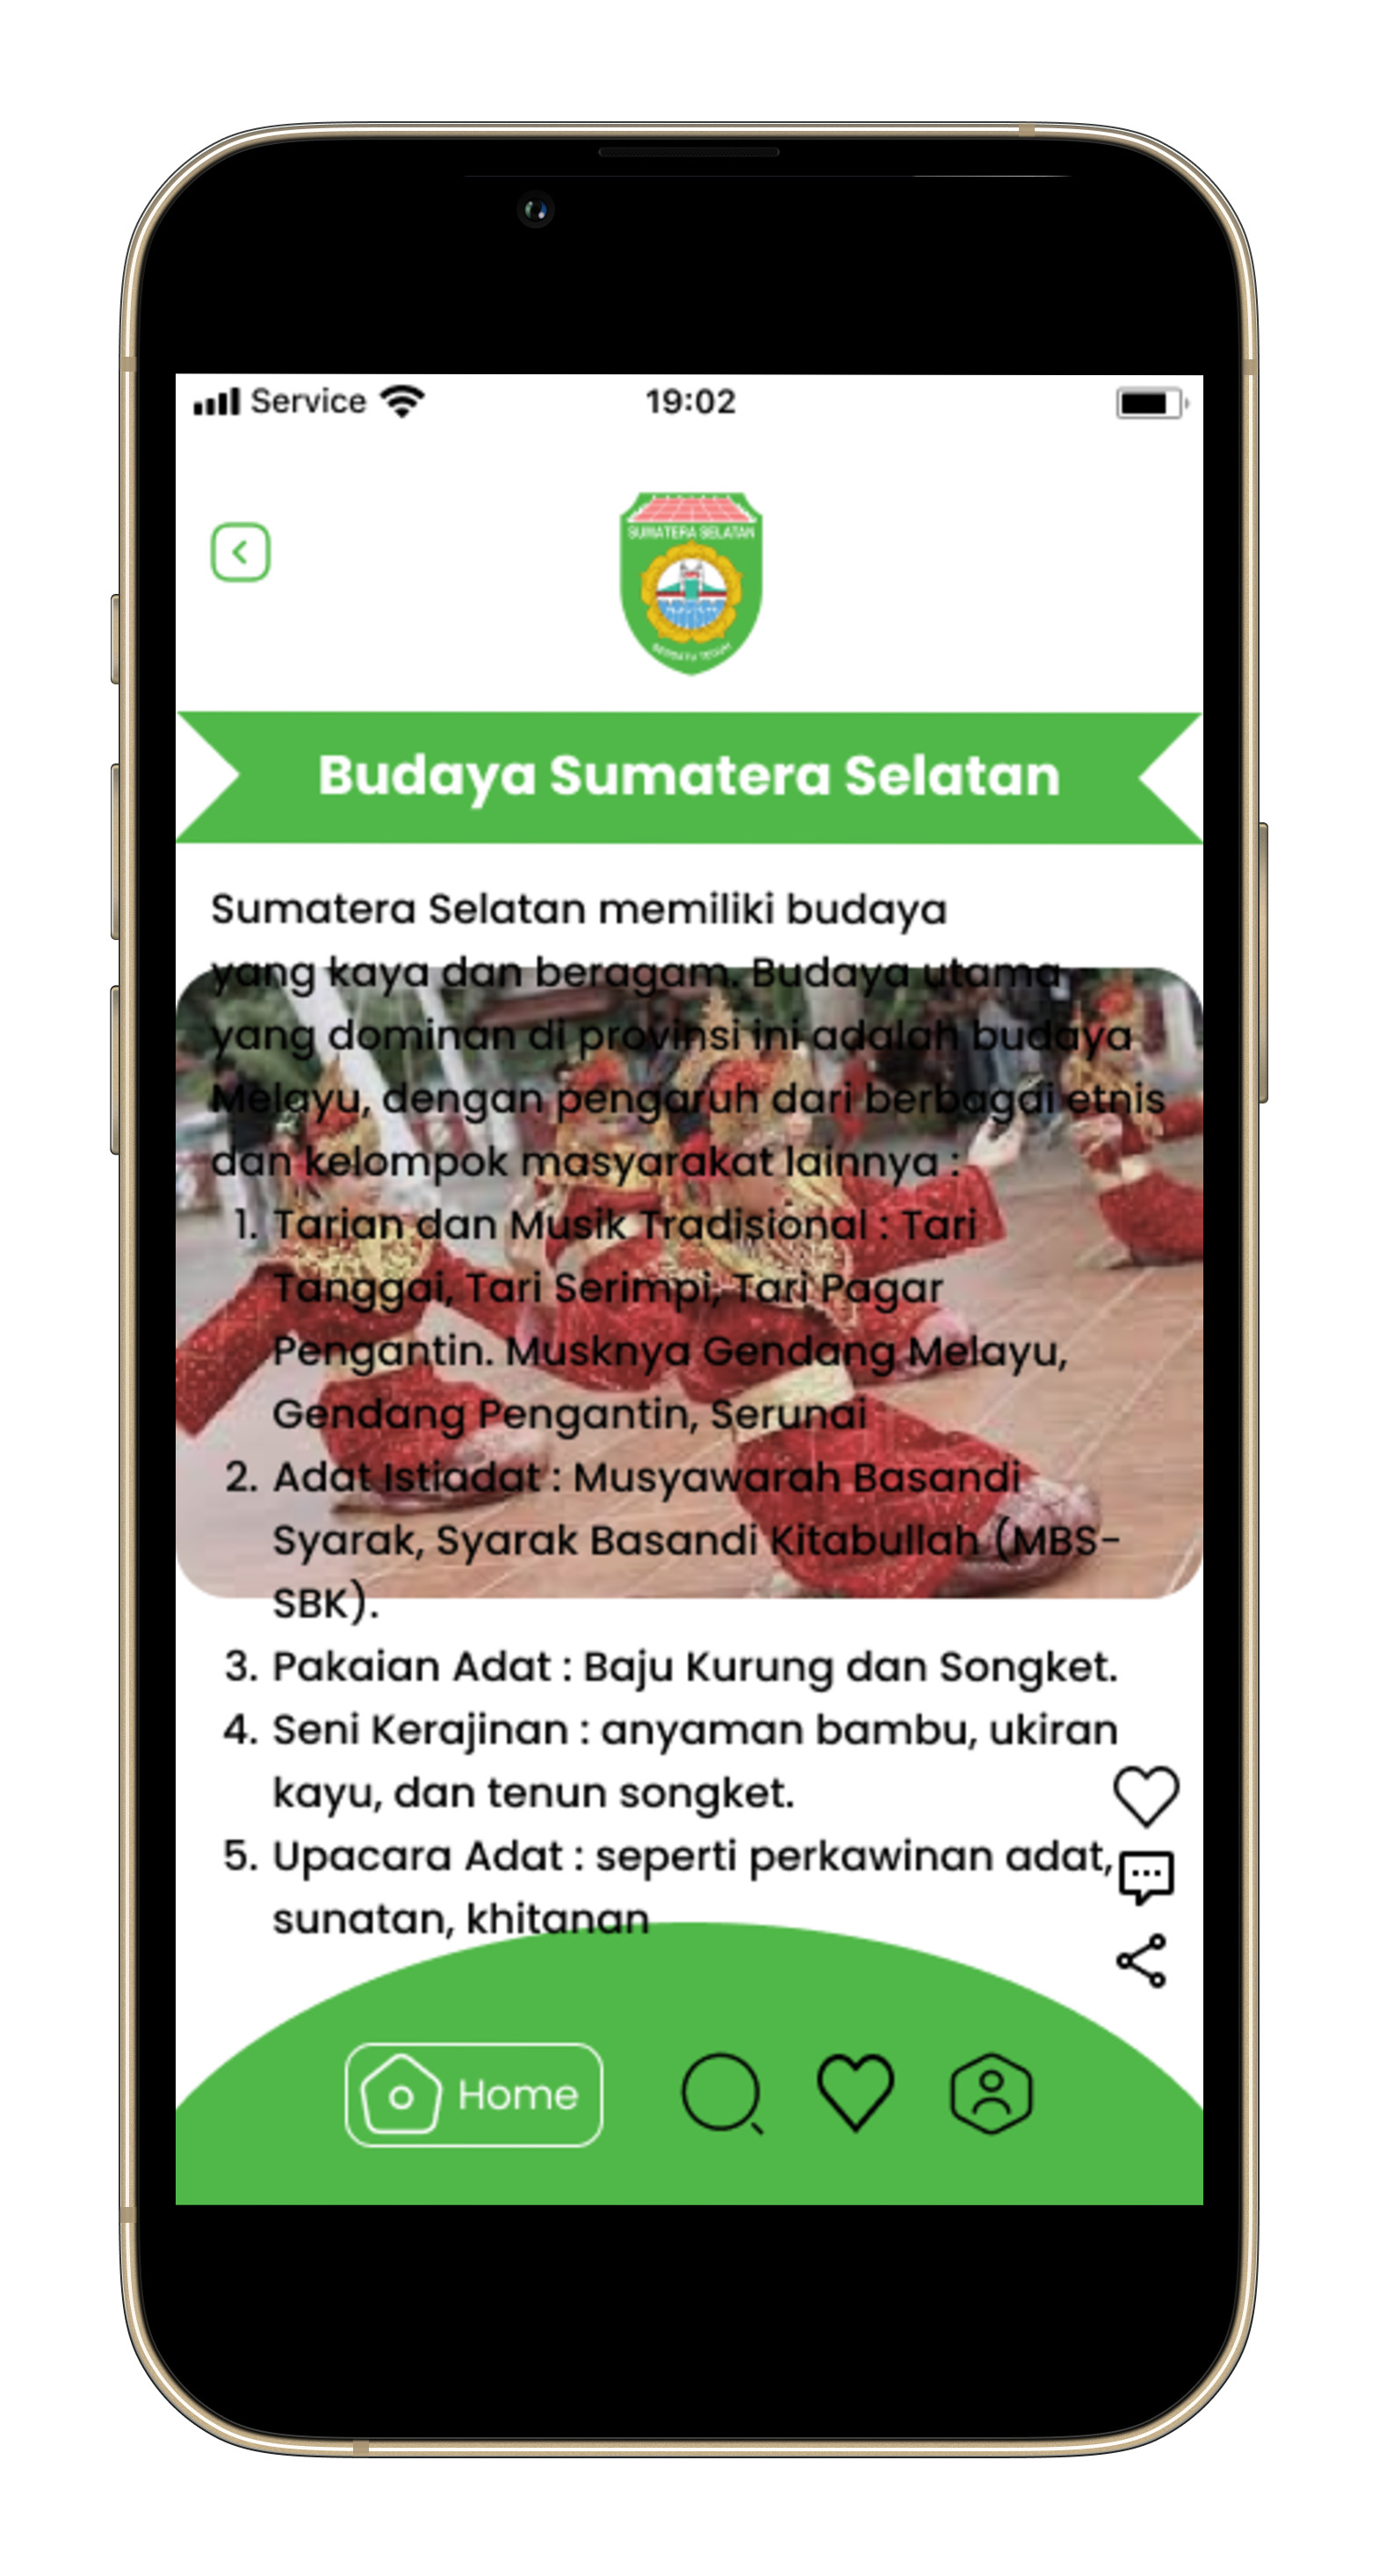 Service
19:02
SUMATERA SELATAN
Budaya Sumatera Selatan
Sumatera Selatan memiliki budaya
yang kaya dan beragam. Budaya utama
yang dominan di provinsi ini adalah budaya
Melayu, dengan pengaruh dari berbagai etnis
dan kelompok masyarakat lainnya :
1. Tarian dan Musik Tradisional : Tari
Tanggai, Tari Serimpi, Tari Pagar
Pengantin. Musknya Gendang Melayu,
Gendang Pengantin, Serunai
2. Adat Istiadat : Musyawarah Basandi
Syarak, Syarak Basandi Kitabullah (MBS-
SBK).
3. Pakaian Adat : Baju Kurung dan Songket.
4. Seni Kerajinan : anyaman bambu, ukiran
kayu, dan tenun songket.
5. Upacara Adat : seperti perkawinan adat,
sunatan, khitanan
Home